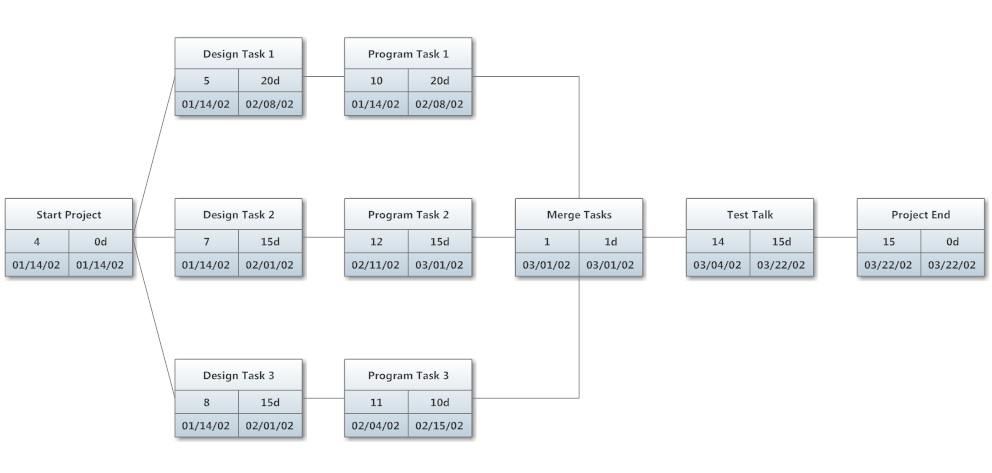 Design Task 1
5 20d
01/14/02 02/08/02
Program Task 1
10 20d
01/14/02 02/08/02
Start Project
4 0d
01/14/02 01/14/02
Design Task 2
7 15d
01/14/02 02/01/02
Program Task 2
12 15d
02/11/02 03/01/02
Merge Tasks
1 1d
03/01/02 03/01/02
Test Talk
14 15d
03/04/02 03/22/02
Project End
15 0d
03/22/02 03/22/02
Design Task 3
8 15d
01/14/02 02/01/02
Program Task 3
11 10d
02/04/02 02/15/02